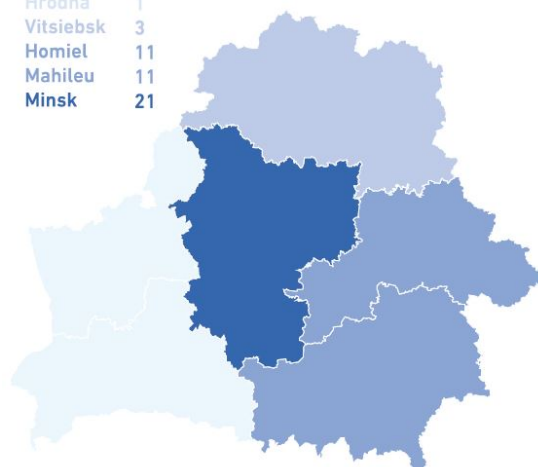 Hrodna 1
Vitsiebsk 3
Homiel 11
Mahileu 11
Minsk 21